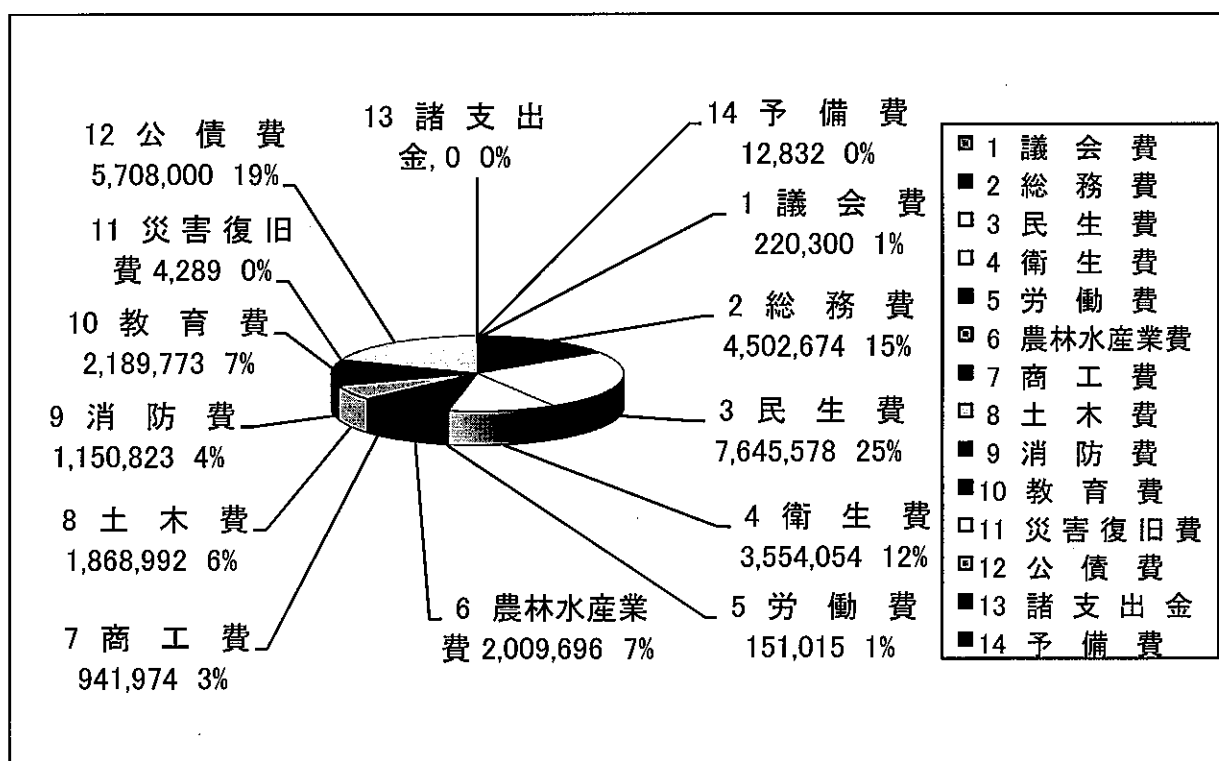 13 諸支出
金, 0 0%
14 予備費
12,832 0%
1 議会費
220,300 1%
2 総務費
4,502,674 15%
3 民生費
7,645,578 25%
4 衛生費
3,554,054 12%
5 労働費
151,015 1%
6 農林水産業
費 2,009,696 7%
7 商工費
941,974 3%
8 土木費
1,868,992 6%
9 消防費
1,150,823 4%
10 教育費
2,189,773 7%
11 災害復旧
費 4,289 0%
12 公債費
5,708,000 19%
1 議会費
2 総務費
3 民生費
4 衛生費
5 労働費
6 農林水産業費
7 商工費
8 土木費
9 消防費
10 教育費
11 災害復旧費
12 公債費
13 諸支出金
14 予備費